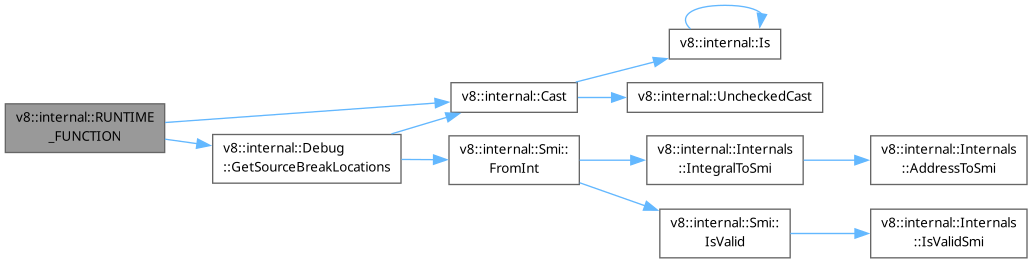 v8::internal::Is
v8::internal::Cast
v8::internal::UncheckedCast
v8::internal::RUNTIME
_FUNCTION
v8::internal::Debug
::GetSourceBreakLocations
v8::internal::Smi::
FromInt
v8::internal::Internals
::IntegralToSmi
v8::internal::Internals
::AddressToSmi
v8::internal::Smi::
IsValid
v8::internal::Internals
::IsValidSmi